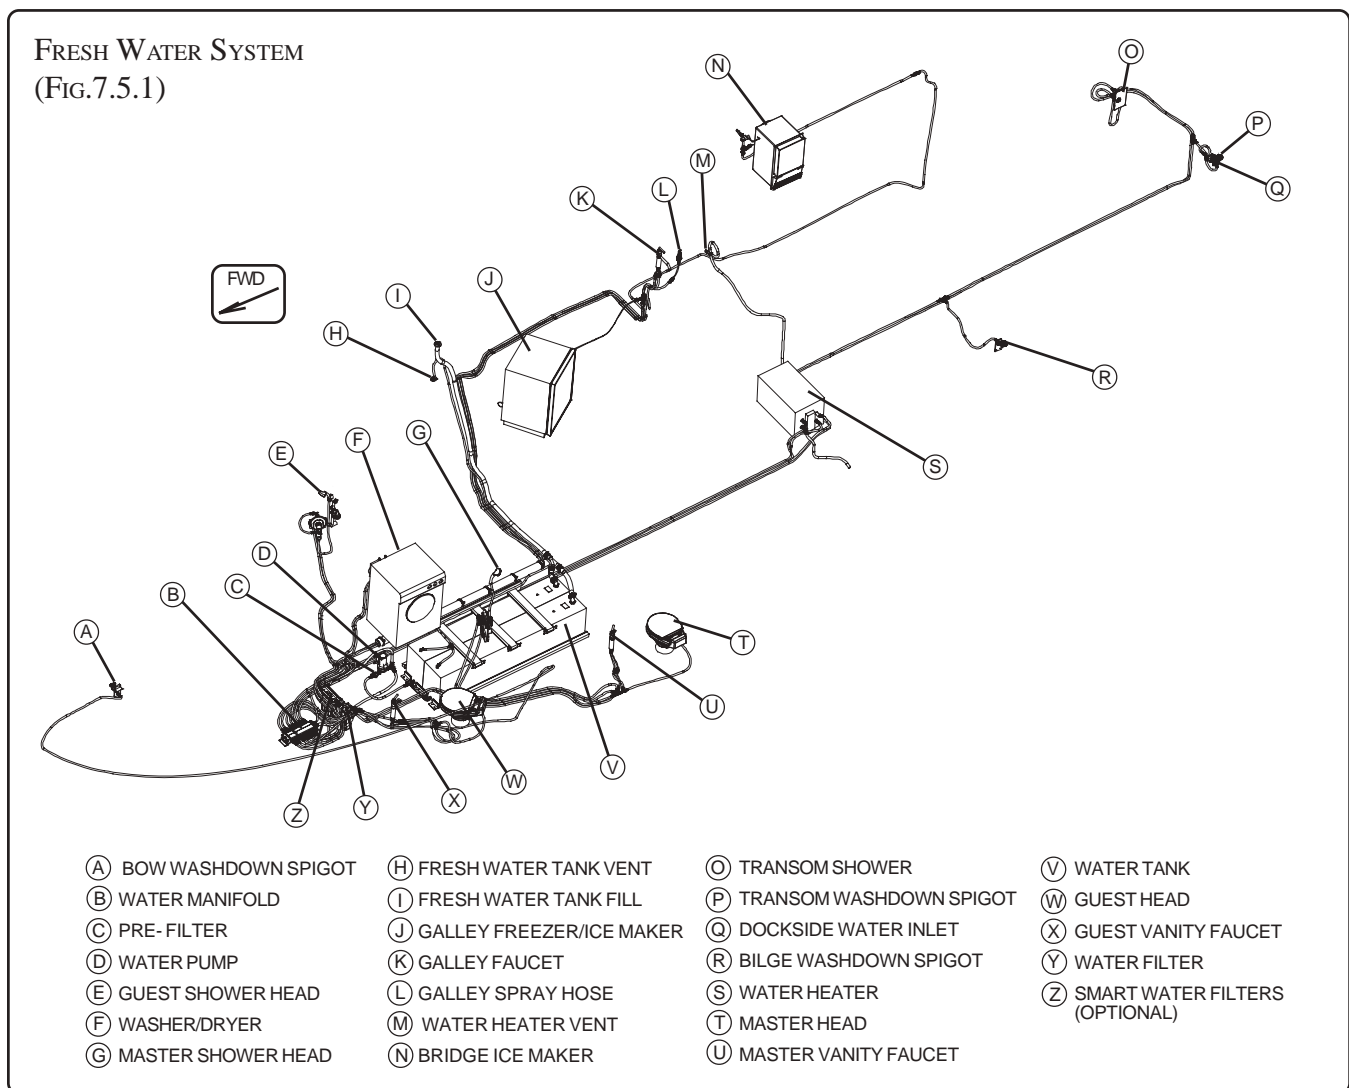 FRESH WATER SYSTEM
(FIG.7.5.1)
N
O
P
Q
M
L
K
J
FWD
I
H
R
G
F
E
S
D
C
B
A
T
U
V
W
X
Y
Z
A BOW WASHDOWN SPIGOT
B WATER MANIFOLD
C PRE- FILTER
D WATER PUMP
E GUEST SHOWER HEAD
F WASHER/DRYER
G MASTER SHOWER HEAD
H FRESH WATER TANK VENT
I FRESH WATER TANK FILL
J GALLEY FREEZER/ICE MAKER
K GALLEY FAUCET
L GALLEY SPRAY HOSE
M WATER HEATER VENT
N BRIDGE ICE MAKER
O TRANSOM SHOWER
P TRANSOM WASHDOWN SPIGOT
Q DOCKSIDE WATER INLET
R BILGE WASHDOWN SPIGOT
S WATER HEATER
T MASTER HEAD
U MASTER VANITY FAUCET
V WATER TANK
W GUEST HEAD
X GUEST VANITY FAUCET
Y WATER FILTER
Z SMART WATER FILTERS
(OPTIONAL)